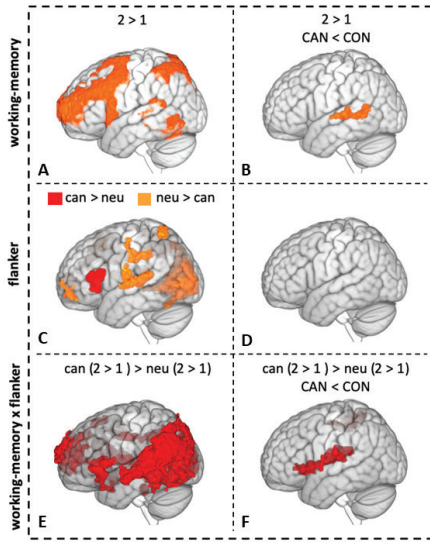 2 > 1
2 > 1
CAN < CON
working-memory
A
B
can > neu
neu > can
flanker
C
D
can (2 > 1 ) > neu (2 > 1)
can (2 > 1 ) > neu (2 > 1)
CAN < CON
working-memory x flanker
E
F